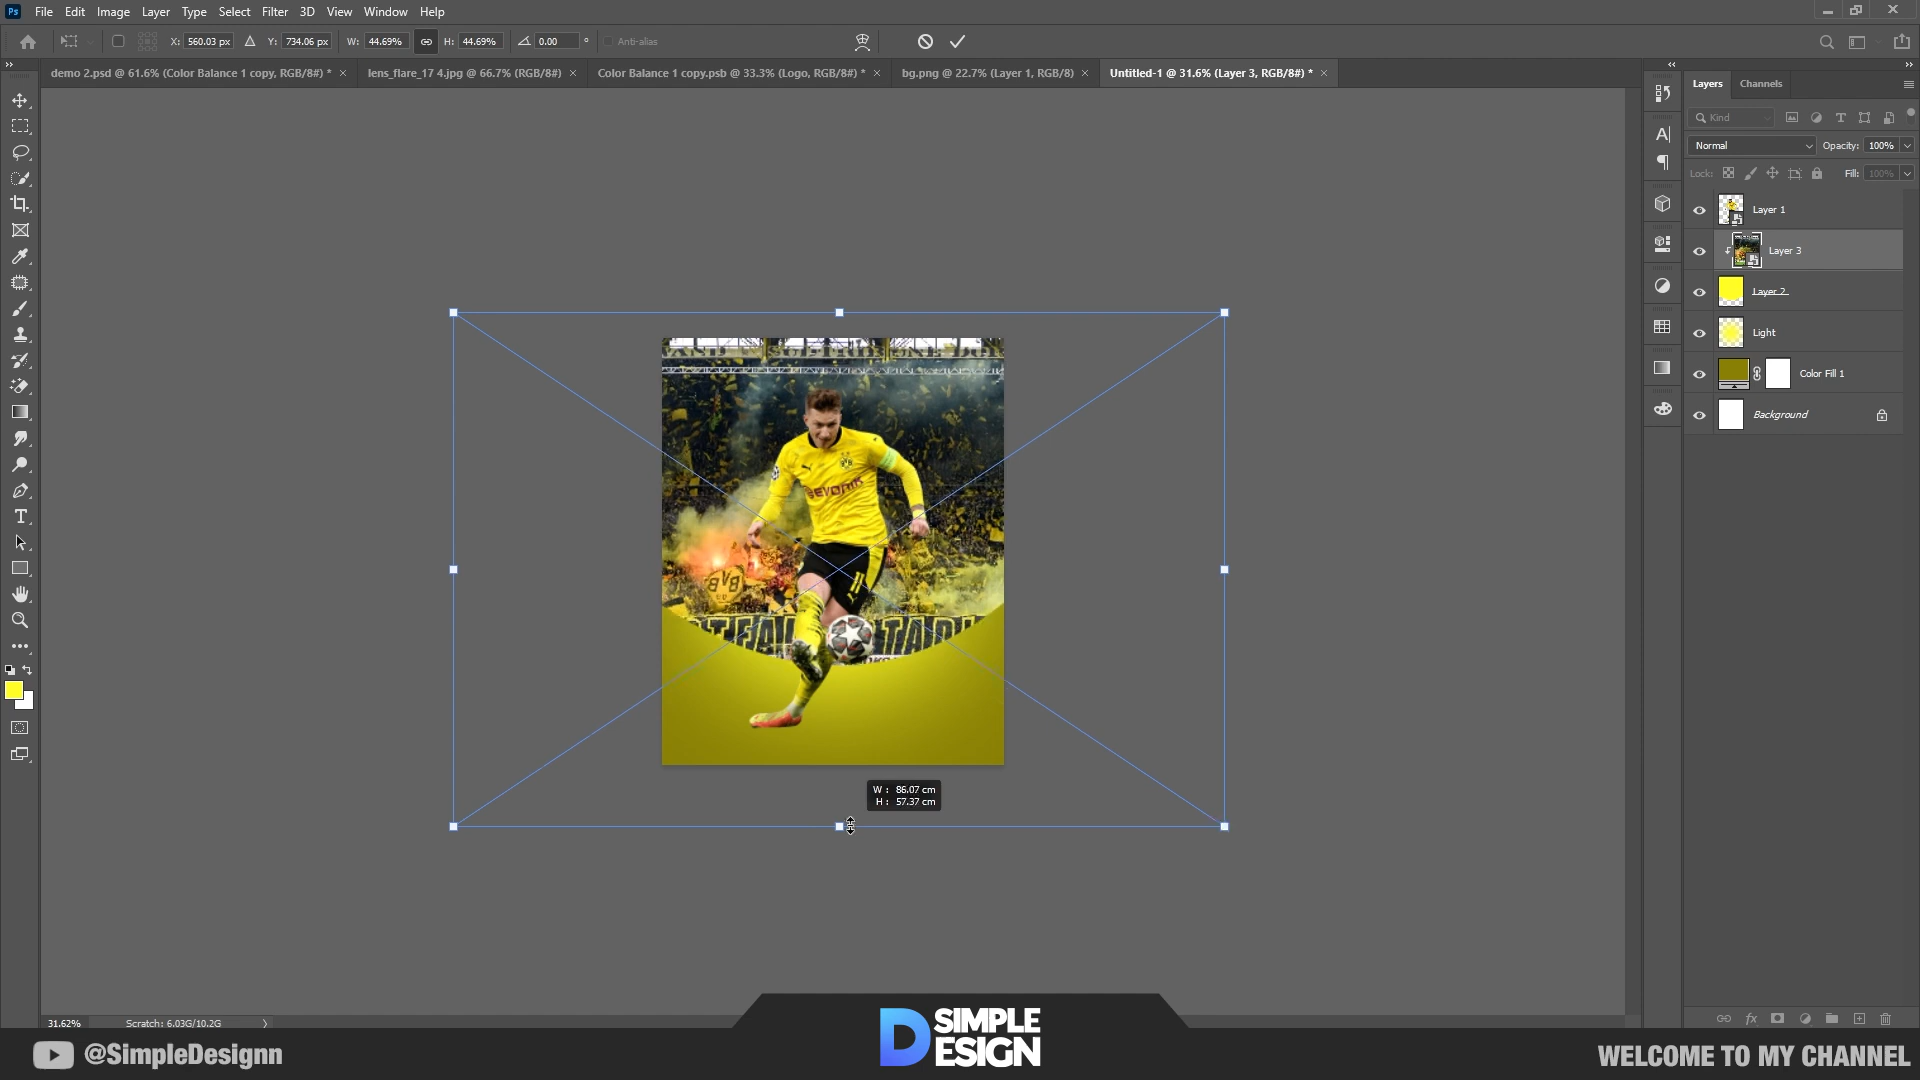 Ps File Edit Image Layer Type Select Filter 3D View Window Help
X: 560.03 px Y: 734.06 px W: 44.69% H: 44.69% 0.00 ° Anti-alias
demo 2.psd @ 61.6% (Color Balance 1 copy, RGB/8#) *
lens_flare_17 4.jpg @ 66.7% (RGB/8#)
Color Balance 1 copy.psb @ 33.3% (Logo, RGB/8#) *
bg.png @ 22.7% (Layer 1, RGB/8)
Untitled-1 @ 31.6% (Layer 3, RGB/8#) *
Layers Channels
Kind
Normal Opacity: 100%
Lock: Fill: 100%
Layer 1
Layer 3
Layer 2
Light
Color Fill 1
Background
EVONIK
BVB
W : 86.07 cm
H : 57.37 cm
31.62% Scratch: 6.03G/10.2G
@SimpleDesignn
D SIMPLE
ESIGN
WELCOME TO MY CHANNEL